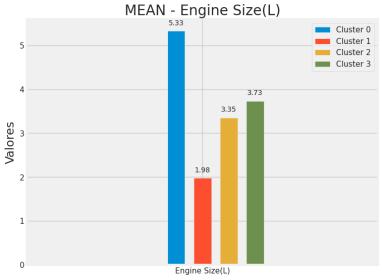 MEAN - Engine Size(L)
Cluster 0
Cluster 1
Cluster 2
Cluster 3
Valores
5
4
3
2
1
0
5.33
1.98
3.35
3.73
Engine Size(L)